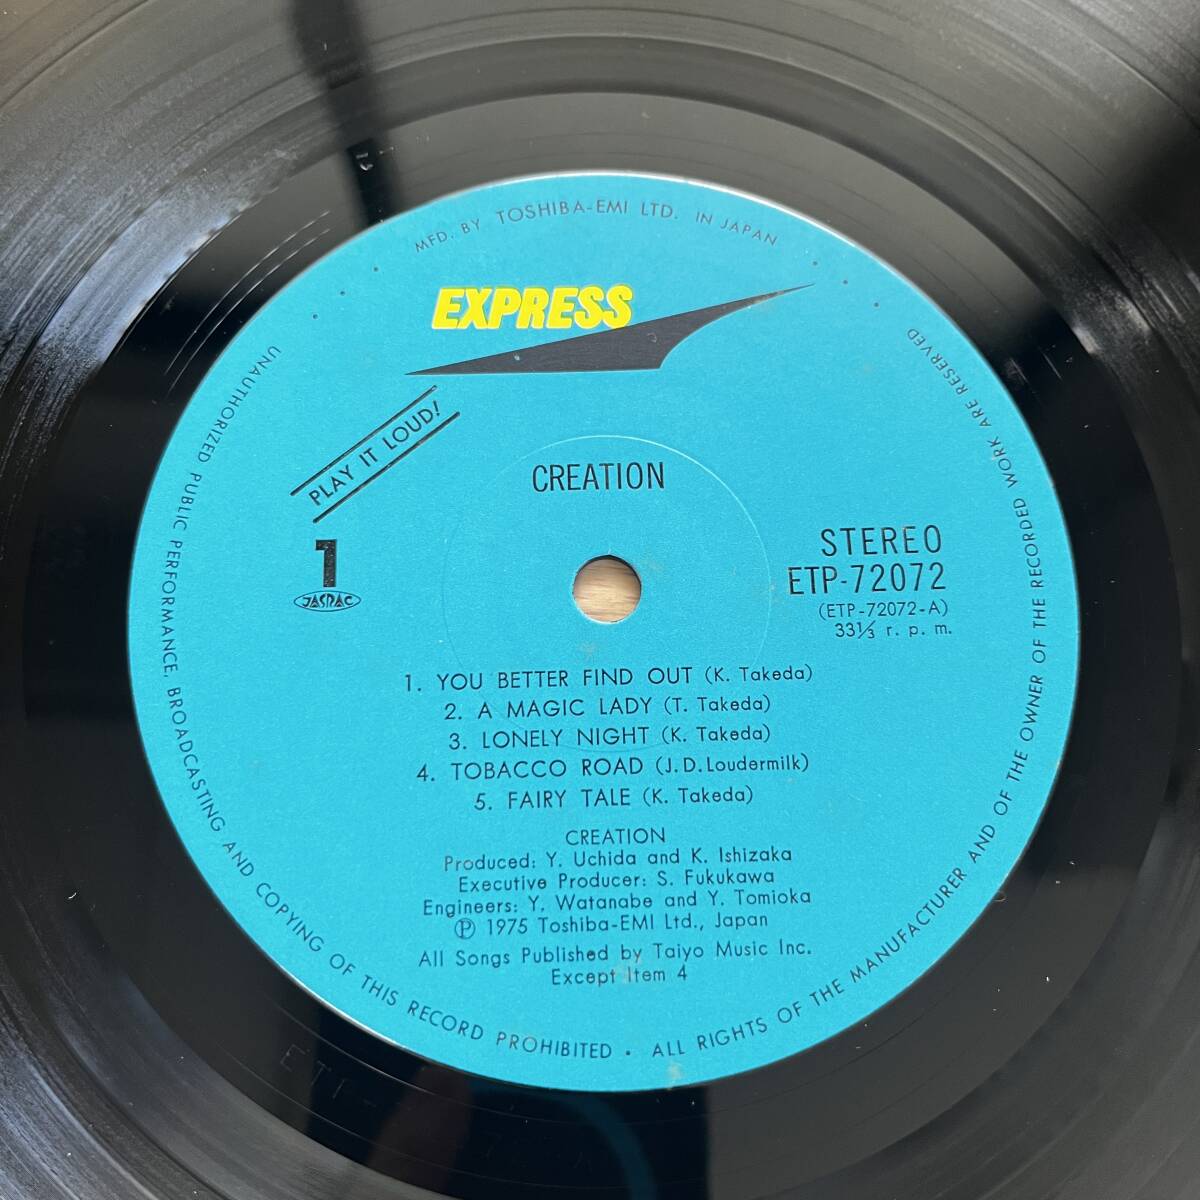 MFD. BY TOSHIBA-EMI LTD. IN JAPAN
EXPRESS
PLAY IT LOUD!
CREATION
1
JASRAC
STEREO
ETP-72072
(ETP-72072-A)
33⅓ r. p. m.
1. YOU BETTER FIND OUT (K. Takeda)
2. A MAGIC LADY (T. Takeda)
3. LONELY NIGHT (K. Takeda)
4. TOBACCO ROAD (J.D.Loudermilk)
5. FAIRY TALE (K. Takeda)
CREATION
Produced: Y. Uchida and K. Ishizaka
Executive Producer: S. Fukukawa
Engineers: Y. Watanabe and Y. Tomioka
Ⓟ 1975 Toshiba-EMI Ltd., Japan
All Songs Published by Taiyo Music Inc.
Except Item 4
UNAUTHORIZED PUBLIC PERFORMANCE, BROADCASTING AND COPYING OF THIS RECORD PROHIBITED • ALL RIGHTS OF THE MANUFACTURER AND OF THE OWNER OF THE RECORDED WORK ARE RESERVED